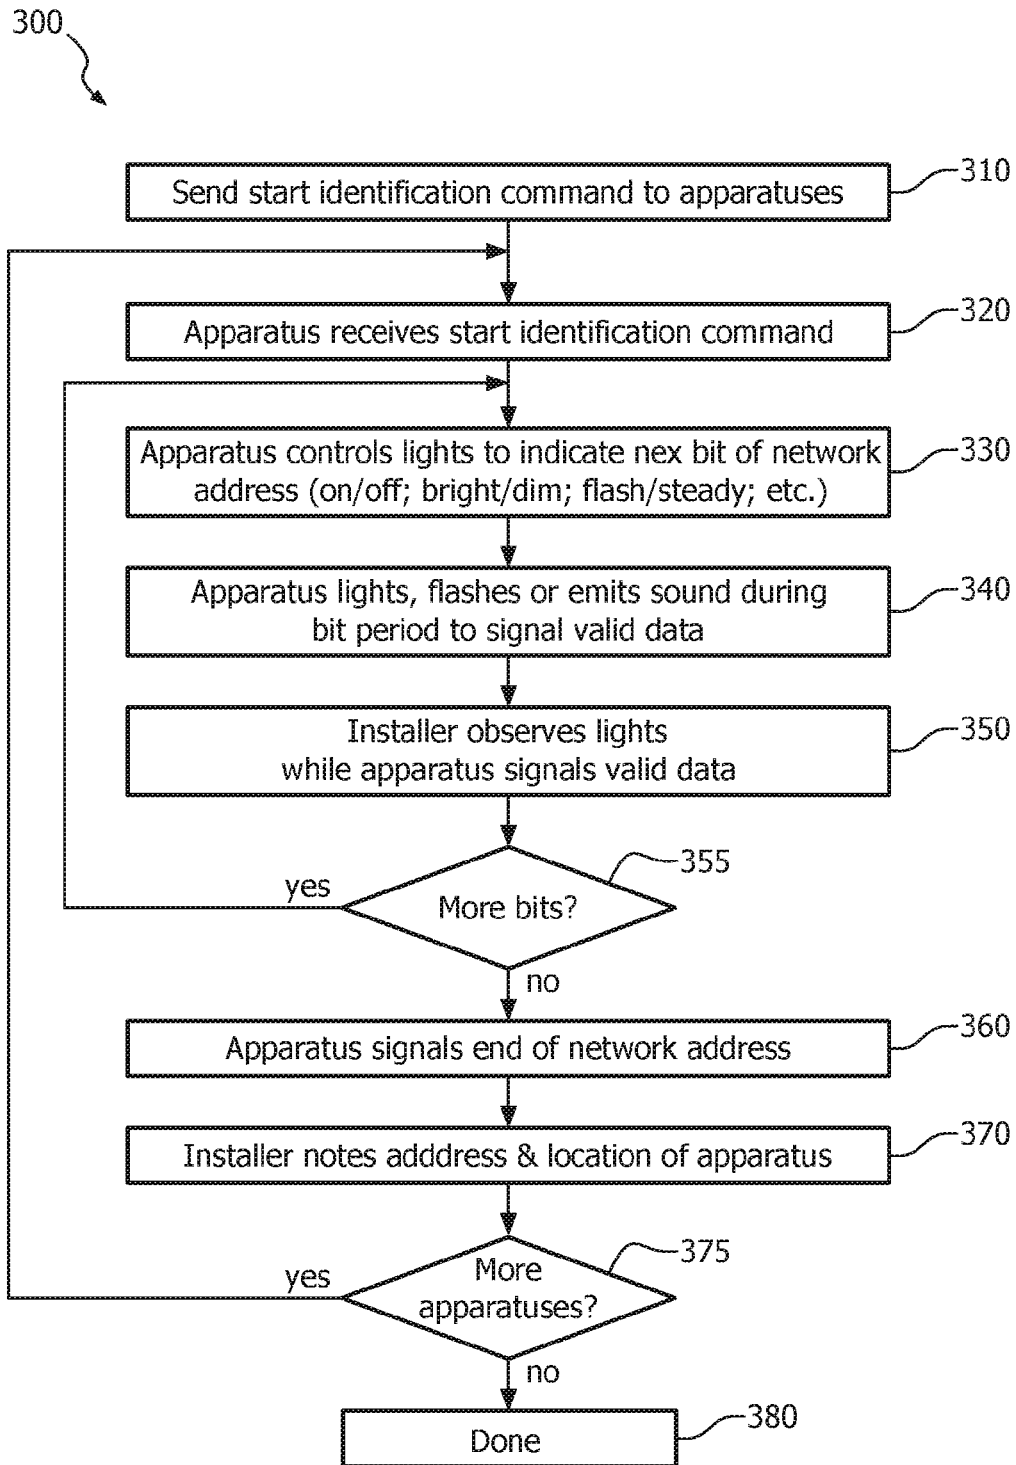 300
Send start identification command to apparatuses
310
Apparatus receives start identification command
320
Apparatus controls lights to indicate nex bit of network
address (on/off; bright/dim; flash/steady; etc.)
330
Apparatus lights, flashes or emits sound during
bit period to signal valid data
340
Installer observes lights
while apparatus signals valid data
350
355
yes
More bits?
no
Apparatus signals end of network address
360
Installer notes adddress & location of apparatus
370
375
yes
More
apparatuses?
no
Done
380